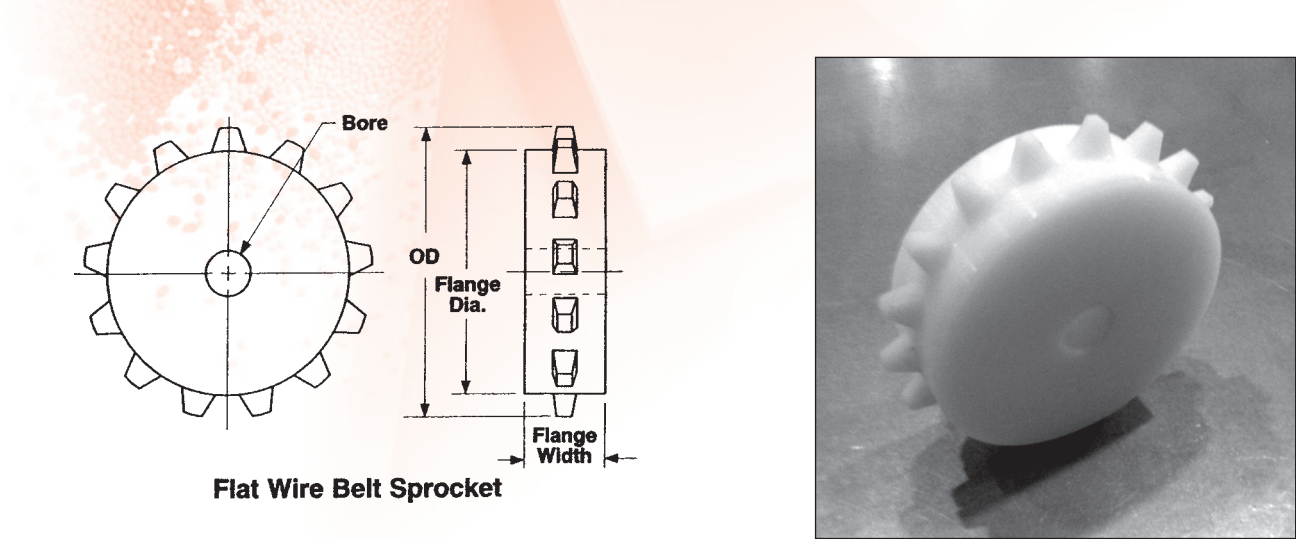 Bore
OD
Flange
Dia.
Flange
Width
Flat Wire Belt Sprocket